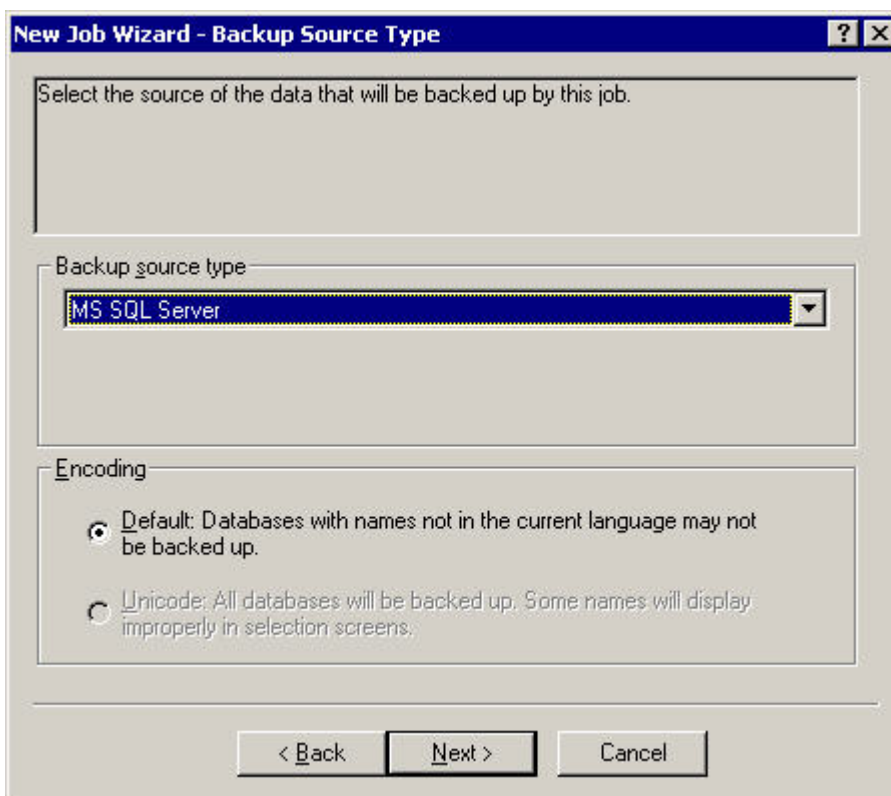 New Job Wizard - Backup Source Type
Select the source of the data that will be backed up by this job.
Backup source type
MS SQL Server
Encoding
Default: Databases with names not in the current language may not
be backed up.
Unicode: All databases will be backed up. Some names will display
improperly in selection screens.
< Back
Next >
Cancel